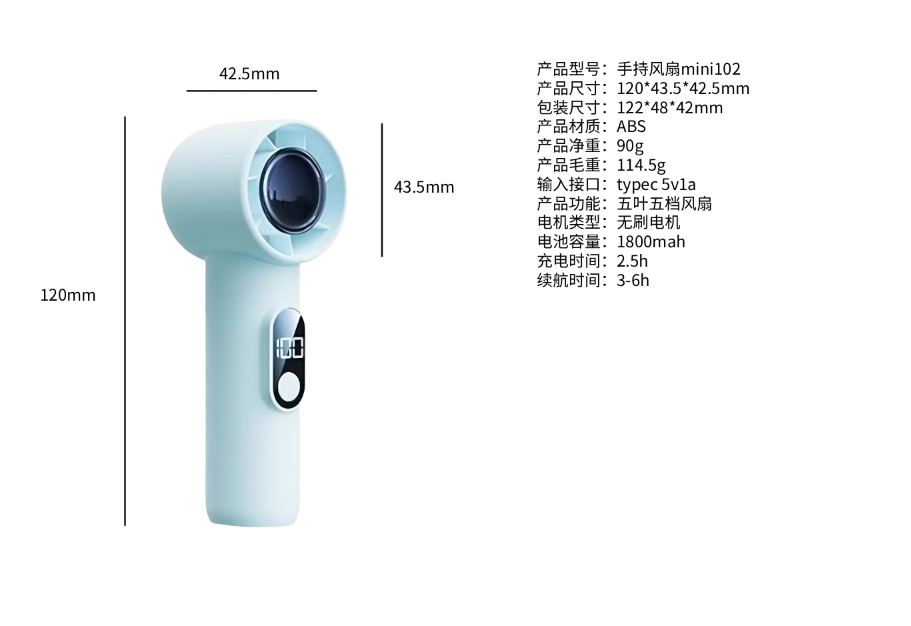 42.5mm
43.5mm
120mm
100
产品型号：手持风扇mini102
产品尺寸：120*43.5*42.5mm
包装尺寸：122*48*42mm
产品材质：ABS
产品净重：90g
产品毛重：114.5g
输入接口：typec 5v1a
产品功能：五叶五档风扇
电机类型：无刷电机
电池容量：1800mah
充电时间：2.5h
续航时间：3-6h